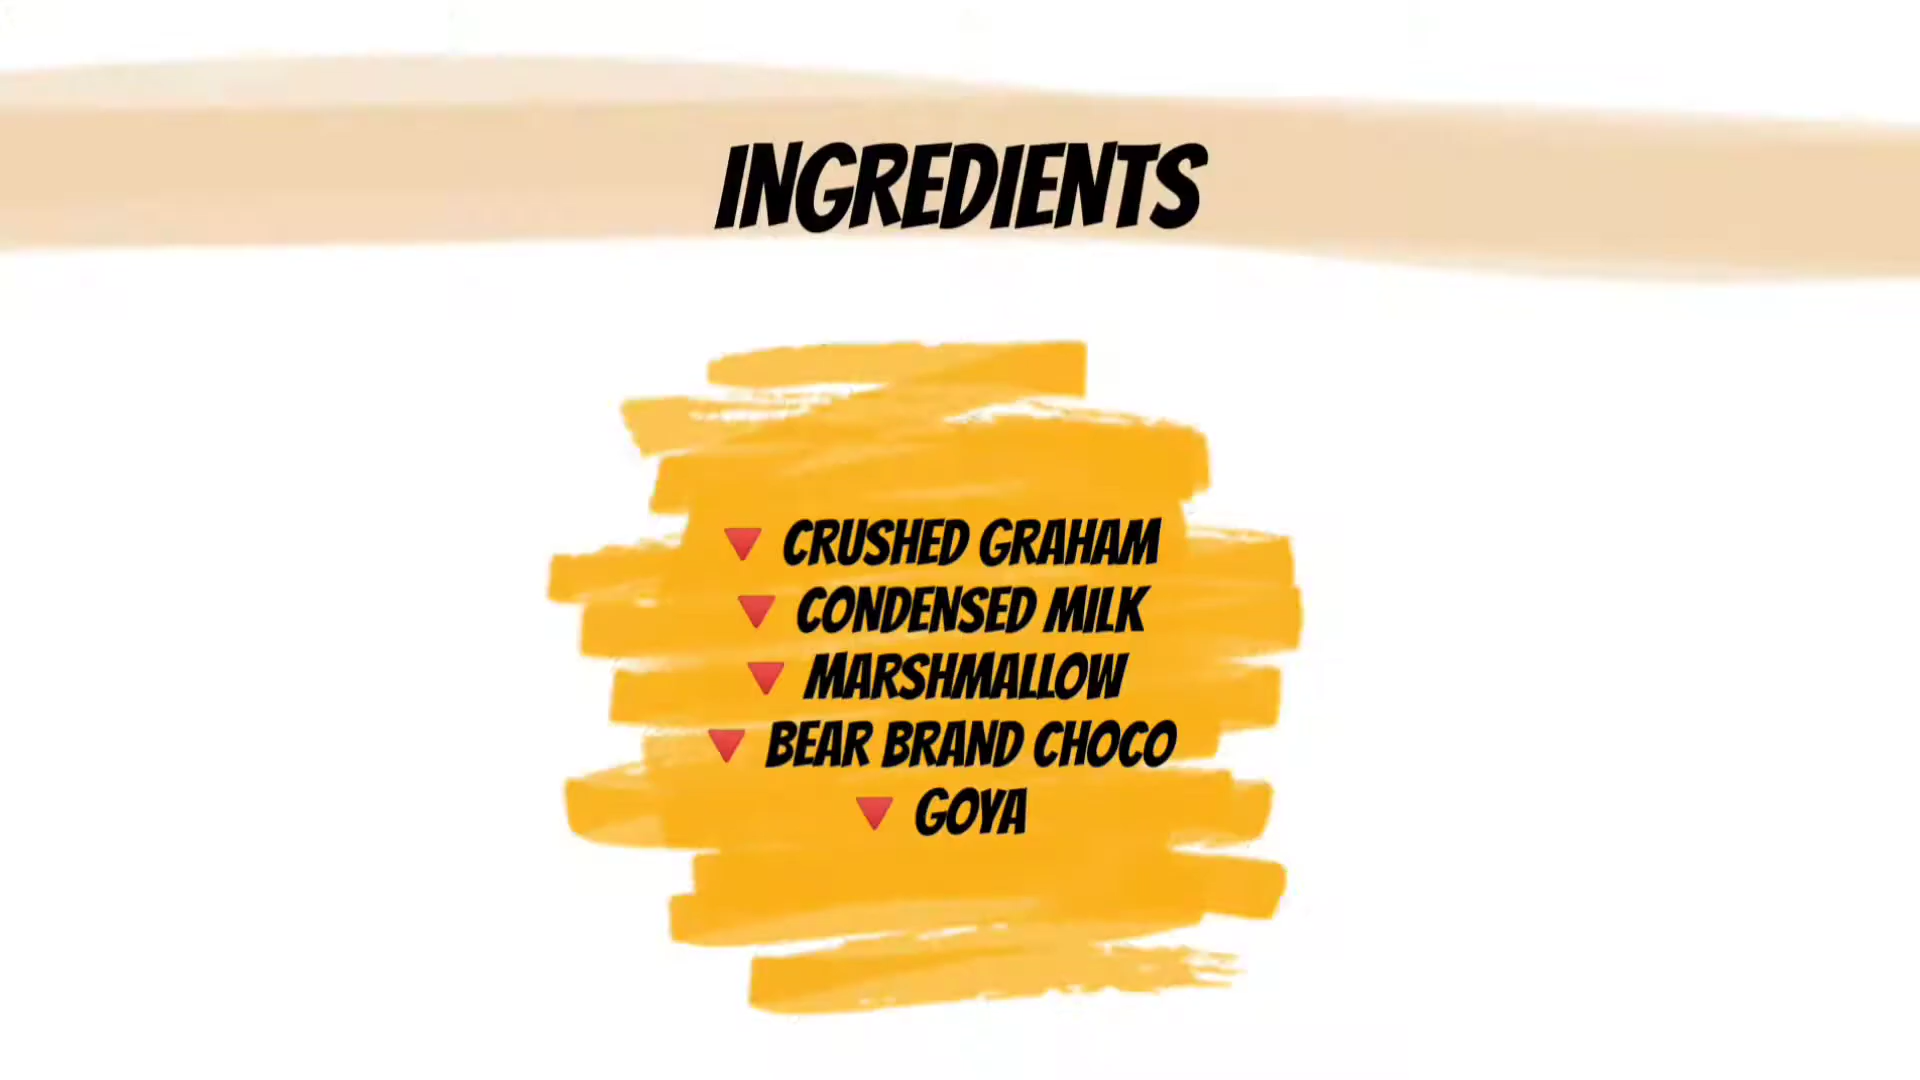 INGREDIENTS
🔻 CRUSHED GRAHAM
🔻 CONDENSED MILK
🔻 MARSHMALLOW
🔻 BEAR BRAND CHOCO
🔻 GOYA